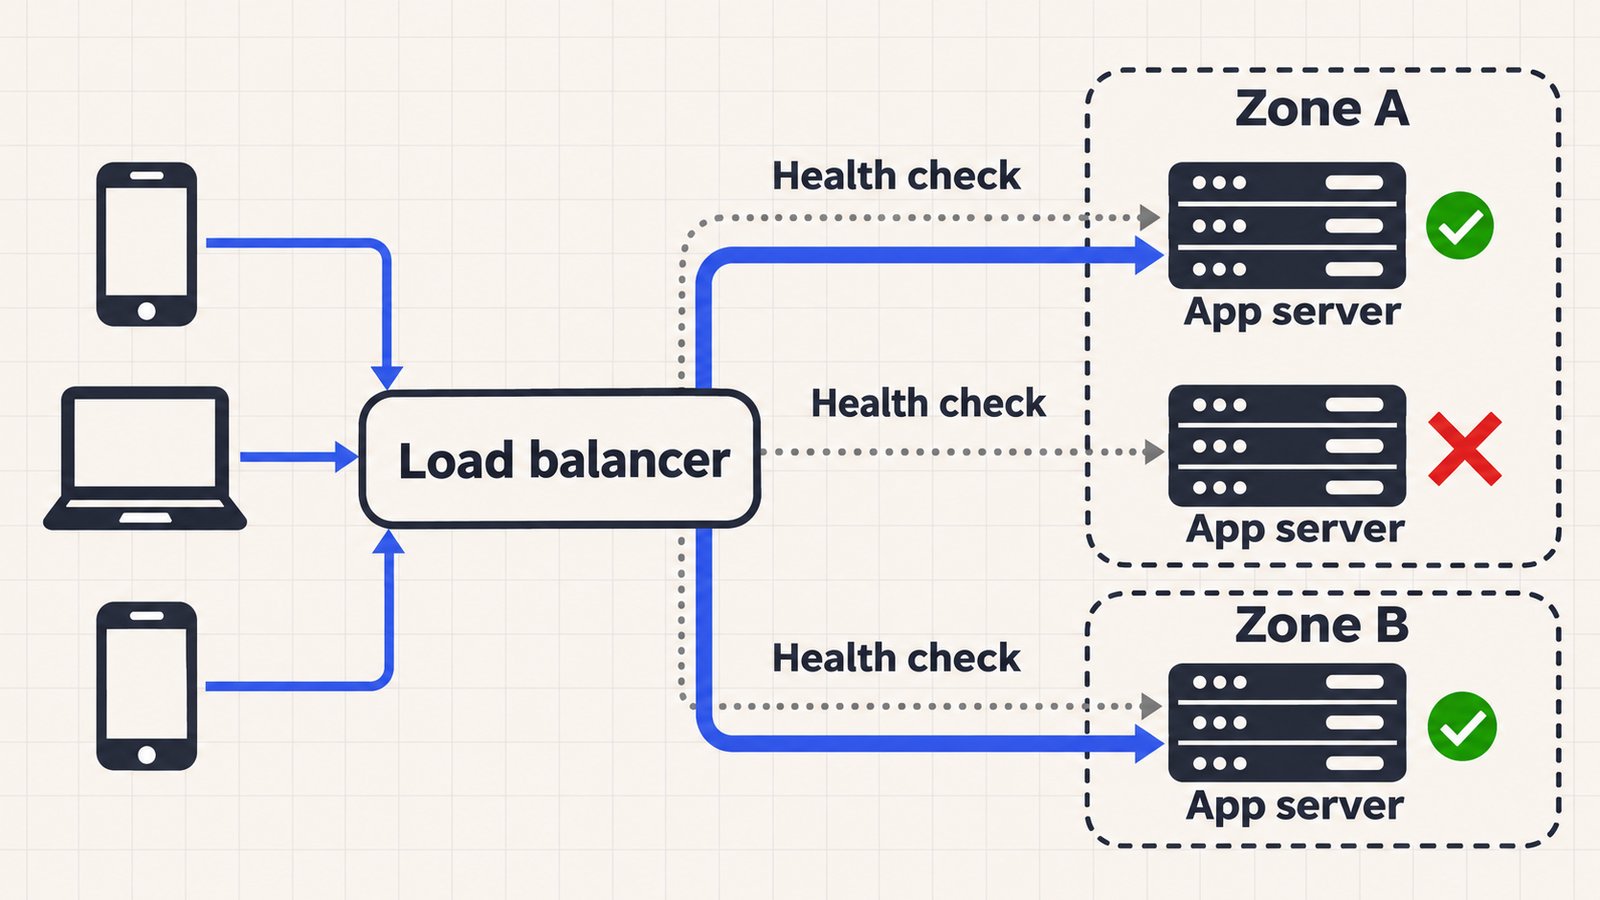 Zone A
Health check
App server
Health check
Load balancer
App server
Zone B
Health check
App server